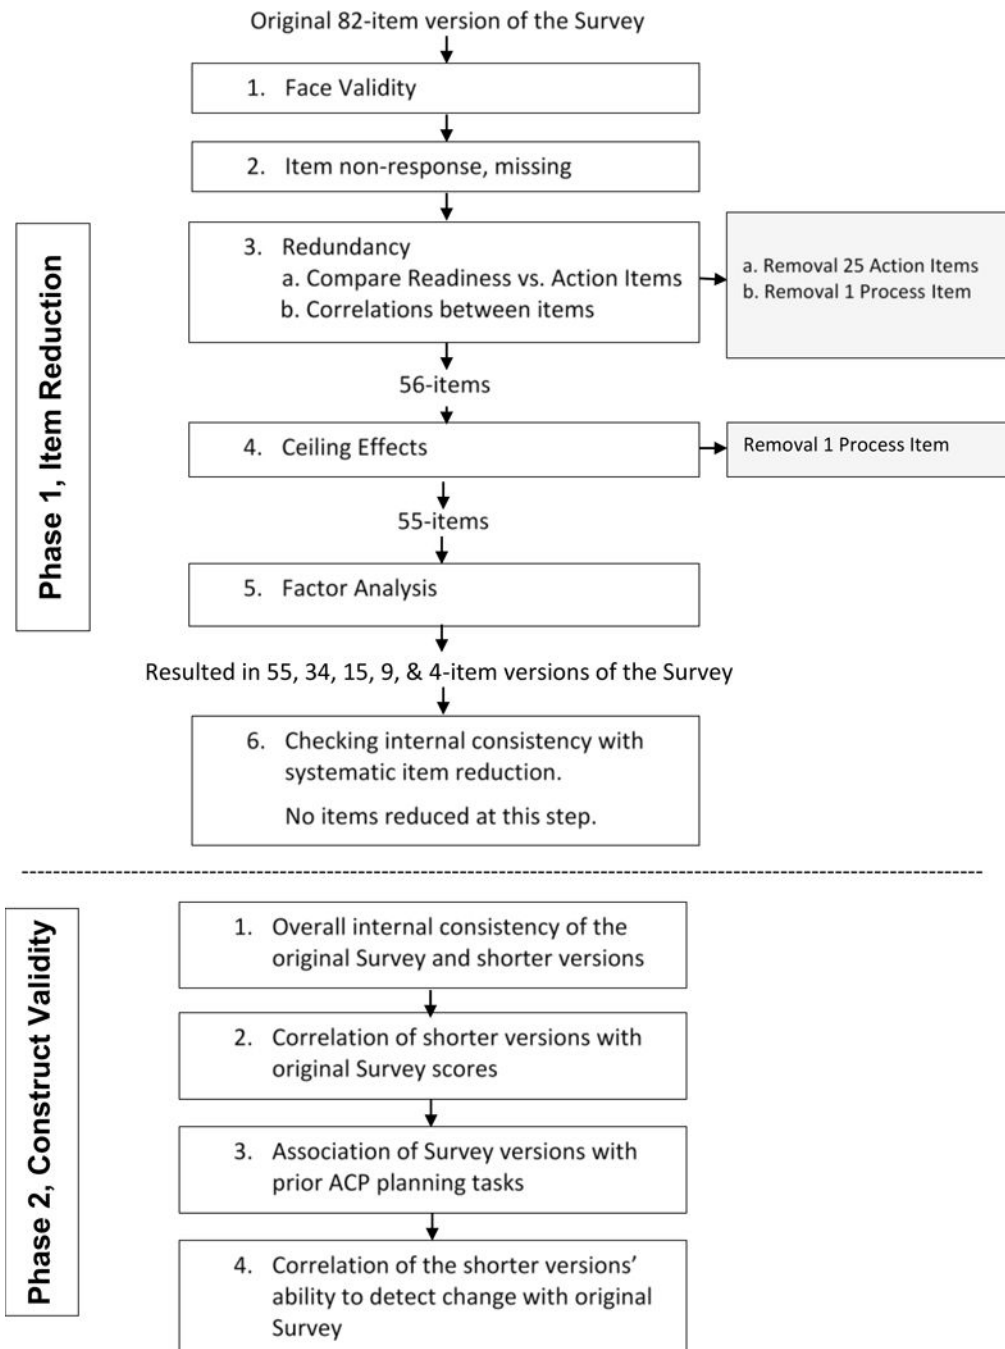 Original 82-item version of the Survey
1. Face Validity
2. Item non-response, missing
Phase 1, Item Reduction
3. Redundancy
a. Compare Readiness vs. Action Items
b. Correlations between items
a. Removal 25 Action Items
b. Removal 1 Process Item
56-items
4. Ceiling Effects
Removal 1 Process Item
55-items
5. Factor Analysis
Resulted in 55, 34, 15, 9, & 4-item versions of the Survey
6. Checking internal consistency with
systematic item reduction.
No items reduced at this step.
Phase 2, Construct Validity
1. Overall internal consistency of the
original Survey and shorter versions
2. Correlation of shorter versions with
original Survey scores
3. Association of Survey versions with
prior ACP planning tasks
4. Correlation of the shorter versions’
ability to detect change with original
Survey